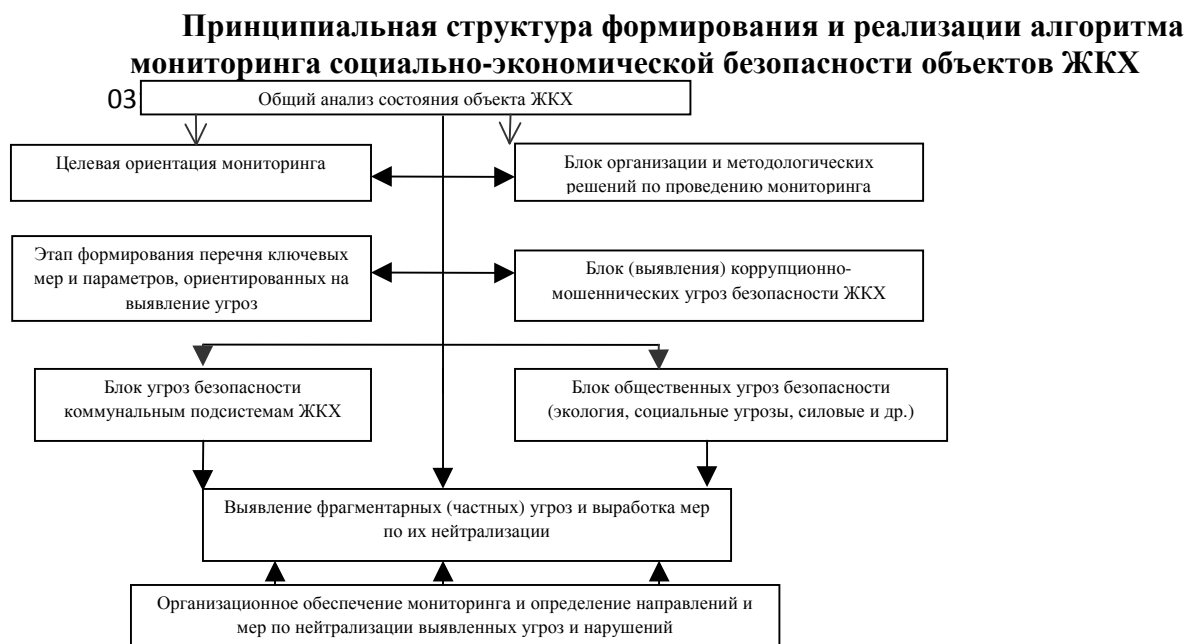 Принципиальная структура формирования и реализации алгоритма
мониторинга социально-экономической безопасности объектов ЖКХ
03
Общий анализ состояния объекта ЖКХ
Целевая ориентация мониторинга
Блок организации и методологических
решений по проведению мониторинга
Этап формирования перечня ключевых
мер и параметров, ориентированных на
выявление угроз
Блок (выявления) коррупционно-
мошеннических угроз безопасности ЖКХ
Блок угроз безопасности
коммунальным подсистемам ЖКХ
Блок общественных угроз безопасности
(экология, социальные угрозы, силовые и др.)
Выявление фрагментарных (частных) угроз и выработка мер
по их нейтрализации
Организационное обеспечение мониторинга и определение направлений и
мер по нейтрализации выявленных угроз и нарушений